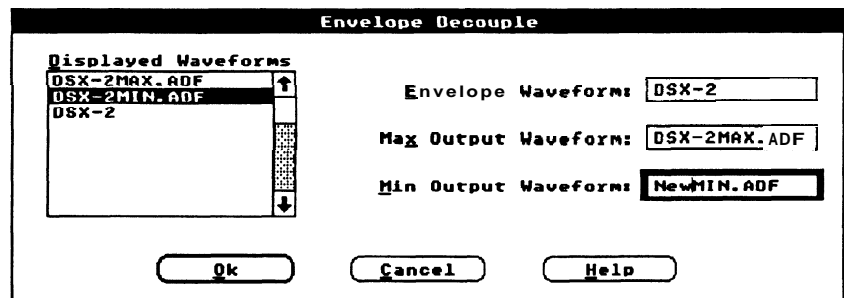 Envelope Decouple
Displayed Waveforms
DSX-2MAX.ADF
DSX-2MIN.ADF
DSX-2
Envelope Waveform: DSX-2
Max Output Waveform: DSX-2MAX.ADF
Min Output Waveform: NewMIN.ADF
Ok Cancel Help